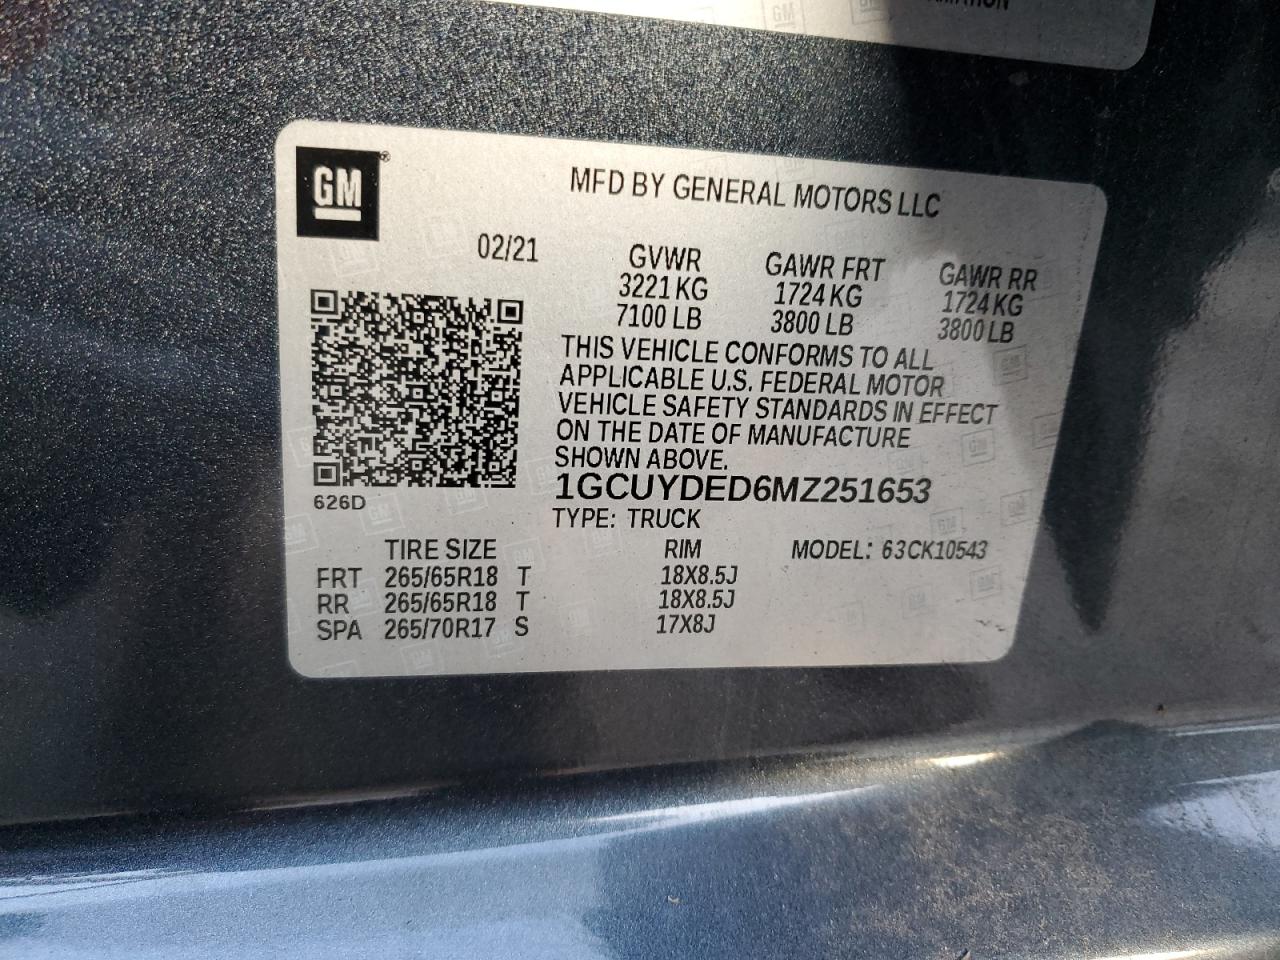 GM
MFD BY GENERAL MOTORS LLC
02/21
GVWR GAWR FRT GAWR RR
3221 KG 1724 KG 1724 KG
7100 LB 3800 LB 3800 LB
THIS VEHICLE CONFORMS TO ALL
APPLICABLE U.S. FEDERAL MOTOR
VEHICLE SAFETY STANDARDS IN EFFECT
ON THE DATE OF MANUFACTURE
SHOWN ABOVE.
626D
1GCUYDED6MZ251653
TYPE: TRUCK
TIRE SIZE RIM MODEL: 63CK10543
FRT 265/65R18 T 18X8.5J
RR 265/65R18 T 18X8.5J
SPA 265/70R17 S 17X8J